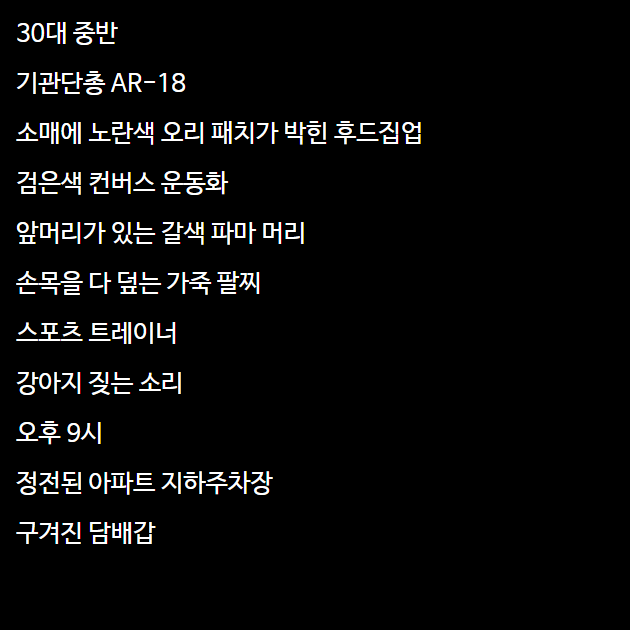 30대 중반
기관단총 AR-18
소매에 노란색 오리 패치가 박힌 후드집업
검은색 컨버스 운동화
앞머리가 있는 갈색 파마 머리
손목을 다 덮는 가죽 팔찌
스포츠 트레이너
강아지 짖는 소리
오후 9시
정전된 아파트 지하주차장
구겨진 담배갑